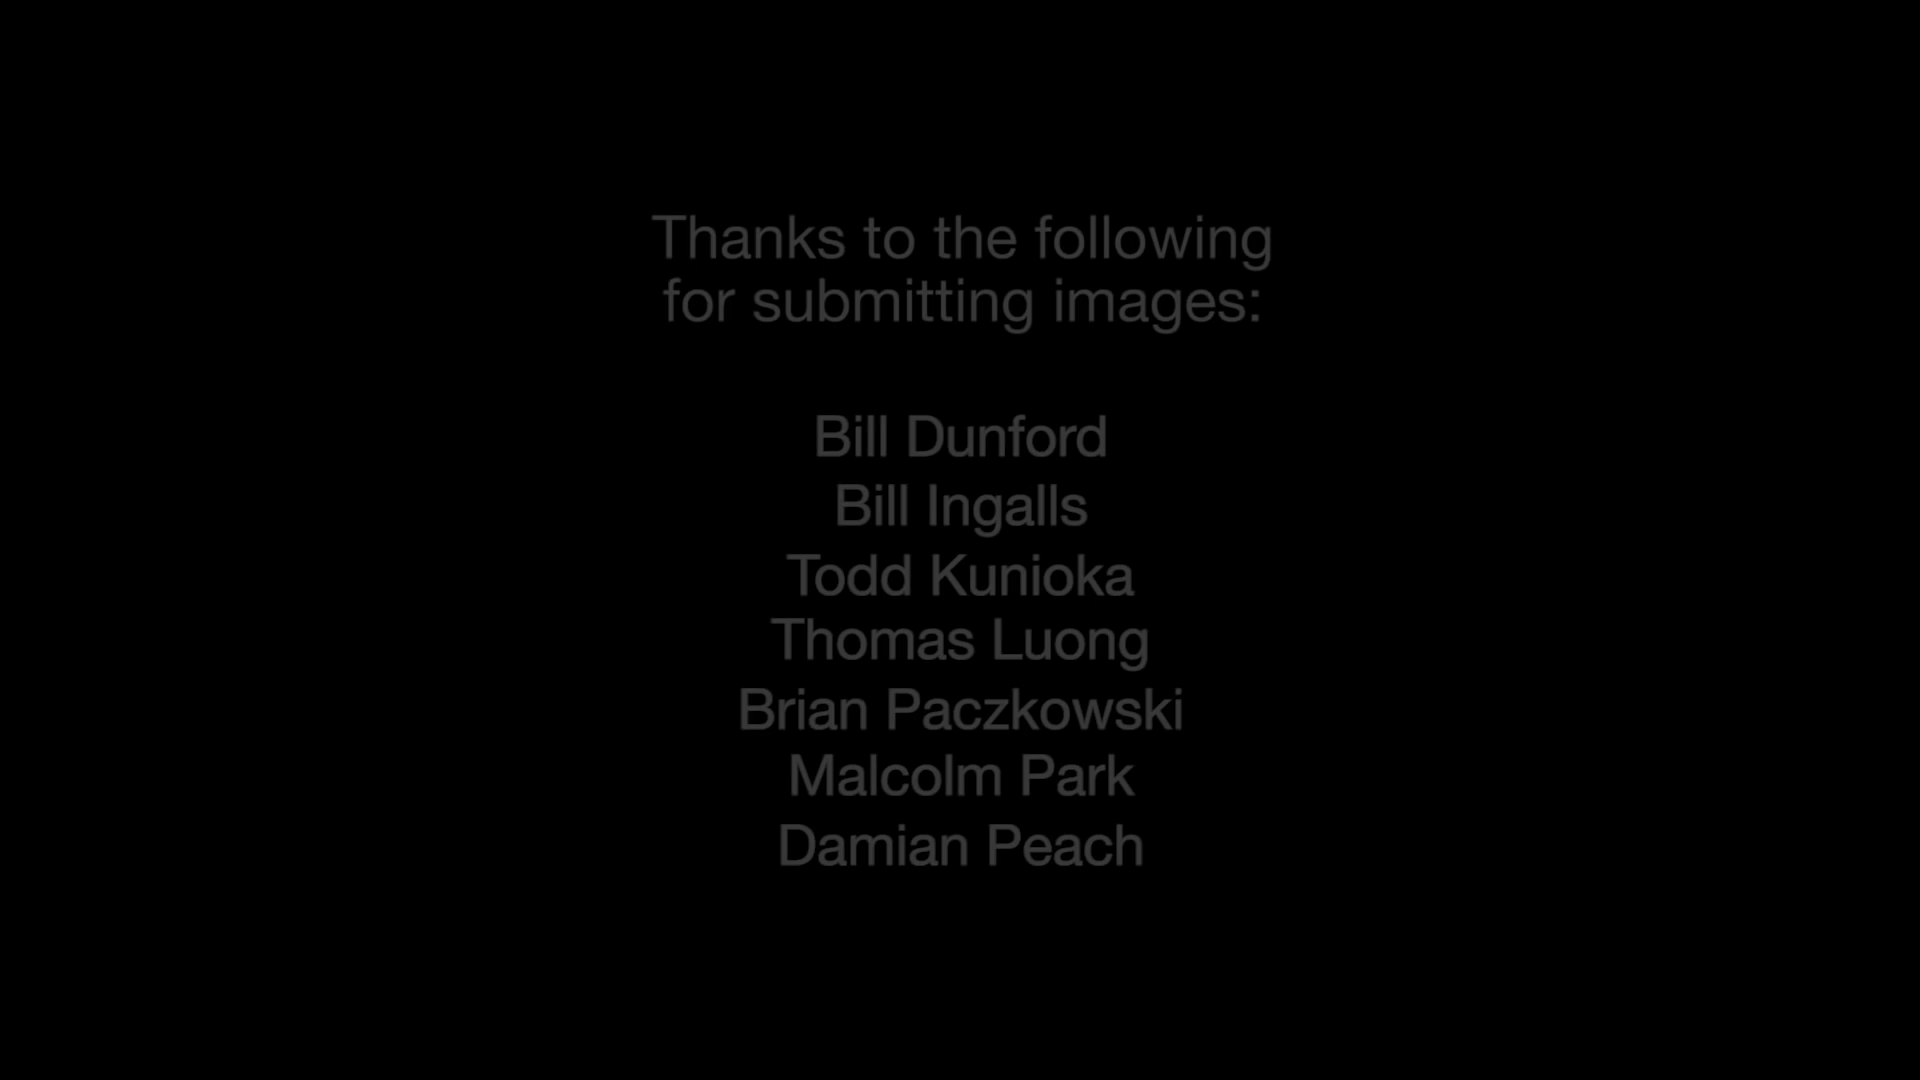 Thanks to the following
for submitting images:
Bill Dunford
Bill Ingalls
Todd Kunioka
Thomas Luong
Brian Paczkowski
Malcolm Park
Damian Peach